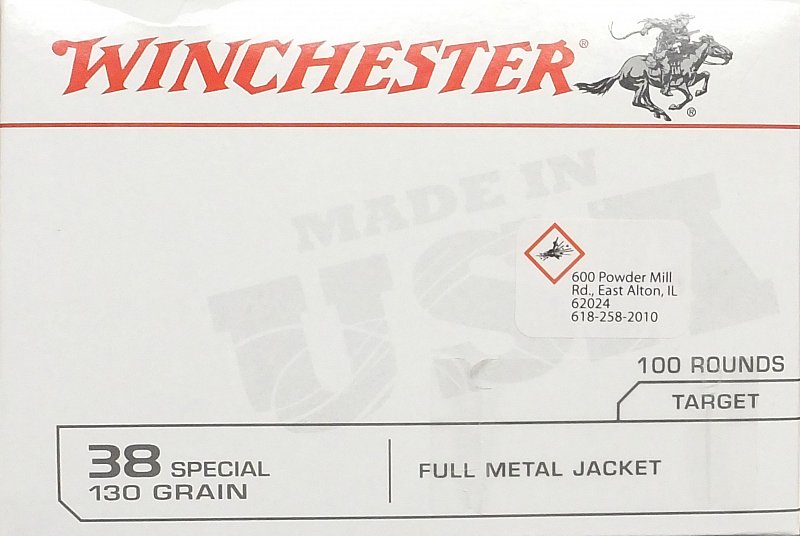 WINCHESTER®
®
MADE IN
USA
600 Powder Mill
Rd., East Alton, IL
62024
618-258-2010
100 ROUNDS
TARGET
38 SPECIAL
130 GRAIN
FULL METAL JACKET